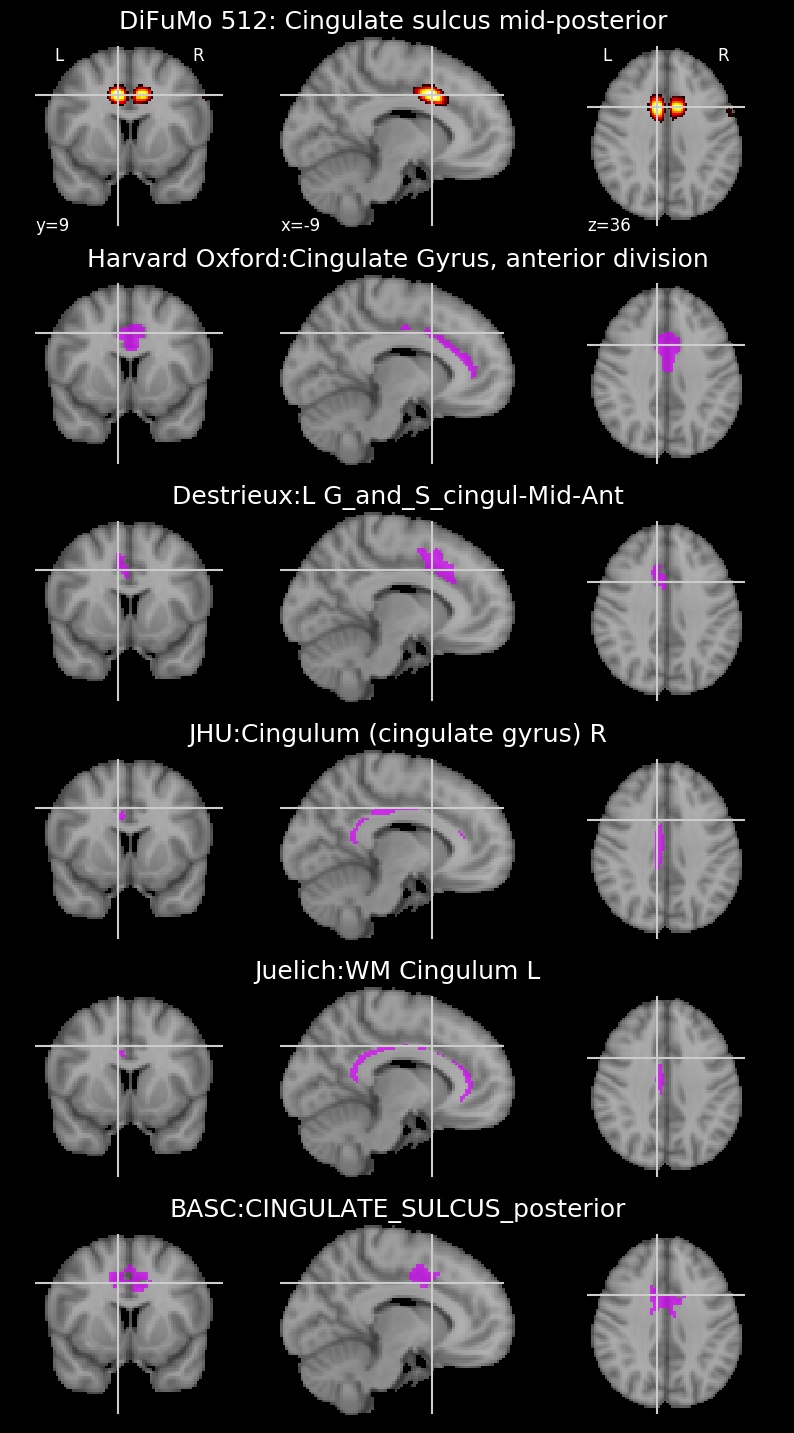 DiFuMo 512: Cingulate sulcus mid-posterior
L R L R
y=9 x=-9 z=36
Harvard Oxford:Cingulate Gyrus, anterior division
Destrieux:L G_and_S_cingul-Mid-Ant
JHU:Cingulum (cingulate gyrus) R
Juelich:WM Cingulum L
BASC:CINGULATE_SULCUS_posterior